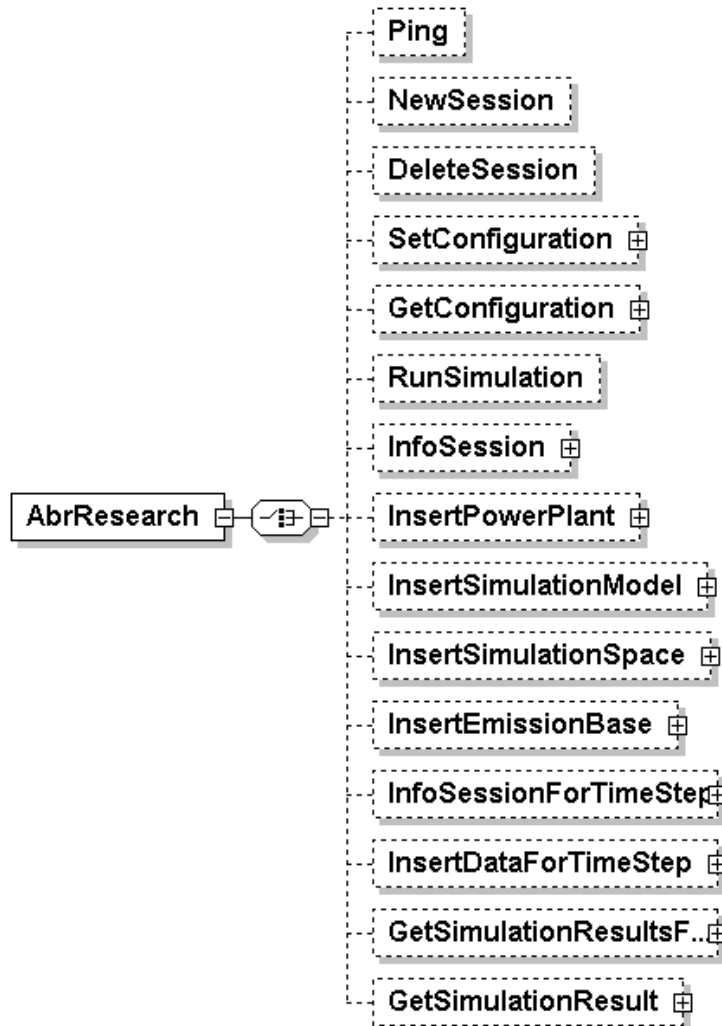 Ping
NewSession
DeleteSession
SetConfiguration
GetConfiguration
RunSimulation
InfoSession
AbrResearch
InsertPowerPlant
InsertSimulationModel
InsertSimulationSpace
InsertEmissionBase
InfoSessionForTimeStep
InsertDataForTimeStep
GetSimulationResultsF...
GetSimulationResult